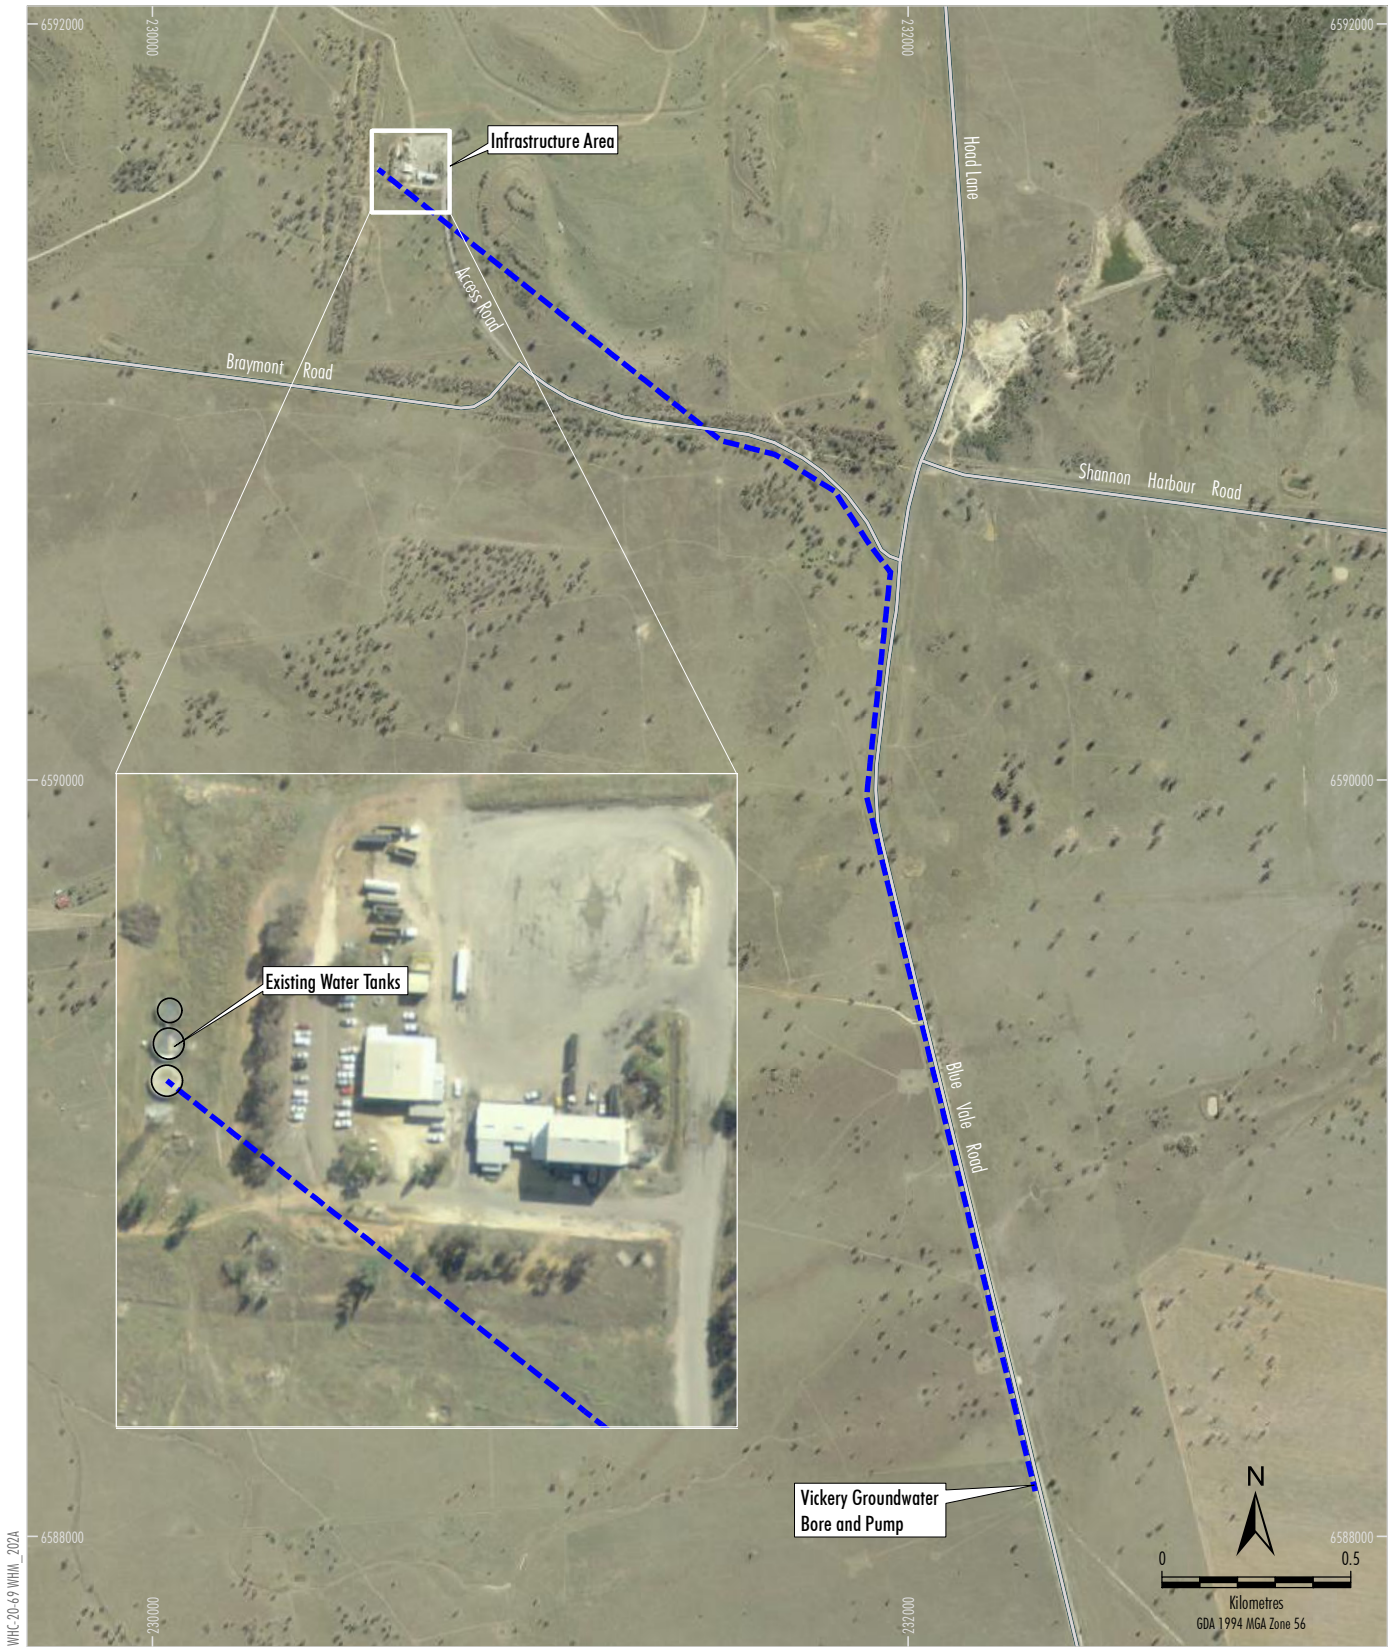 6592000
230000
232000
6592000
Infrastructure Area
Hoad Lane
Access Road
Braymont Road
Shannon Harbour Road
6590000
6590000
Existing Water Tanks
Blue Vale Road
Vickery Groundwater
Bore and Pump
N
6588000
6588000
0 0.5
Kilometres
GDA 1994 MGA Zone 56
230000
232000
WHC-20-69 WHM_202A